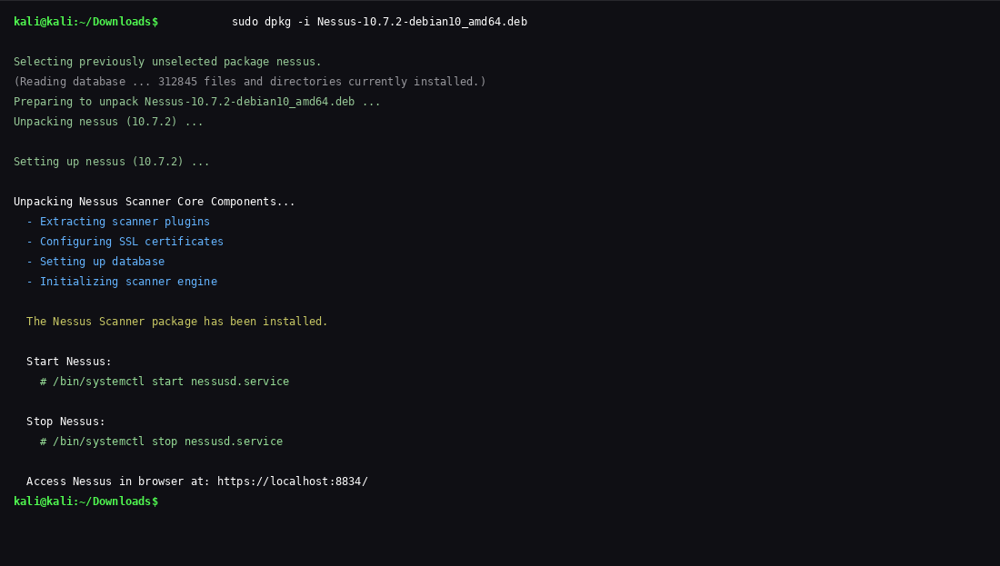 kali@kali:~/Downloads$ sudo dpkg -i Nessus-10.7.2-debian10_amd64.deb
Selecting previously unselected package nessus.
(Reading database ... 312845 files and directories currently installed.)
Preparing to unpack Nessus-10.7.2-debian10_amd64.deb ...
Unpacking nessus (10.7.2) ...
Setting up nessus (10.7.2) ...
Unpacking Nessus Scanner Core Components...
- Extracting scanner plugins
- Configuring SSL certificates
- Setting up database
- Initializing scanner engine
The Nessus Scanner package has been installed.
Start Nessus:
# /bin/systemctl start nessusd.service
Stop Nessus:
# /bin/systemctl stop nessusd.service
Access Nessus in browser at: https://localhost:8834/
kali@kali:~/Downloads$